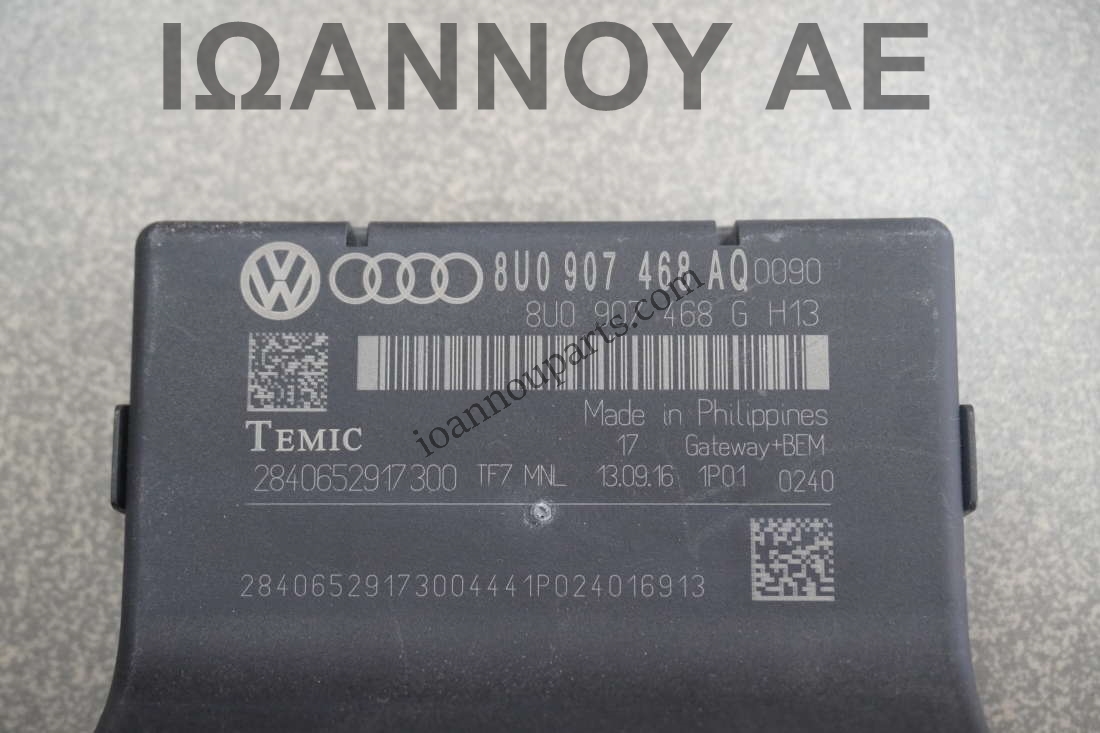 ΙΩΑΝΝΟΥ ΑΕ
8U0 907 468 AQ 0090
8U0 907 468 G H13
ioannouparts.com
Made in Philippines
TEMIC 17 Gateway+BEM
2840652917300 TF7 MNL 13.09.16 1P01 0240
28406529173004441P024016913